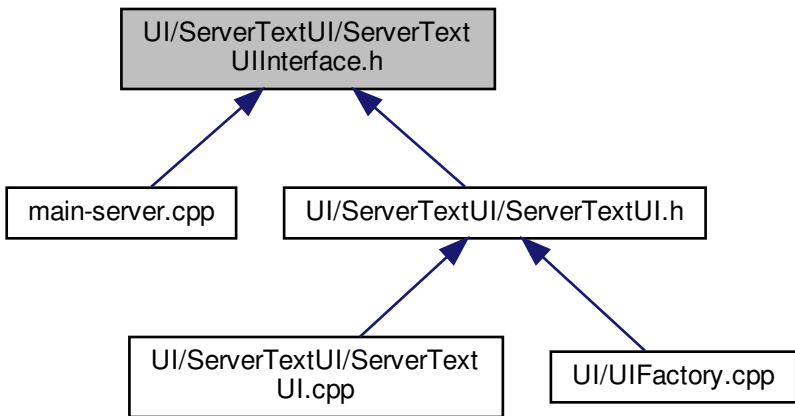 UI/ServerTextUI/ServerText
UIInterface.h
main-server.cpp
UI/ServerTextUI/ServerTextUI.h
UI/ServerTextUI/ServerText
UI.cpp
UI/UIFactory.cpp